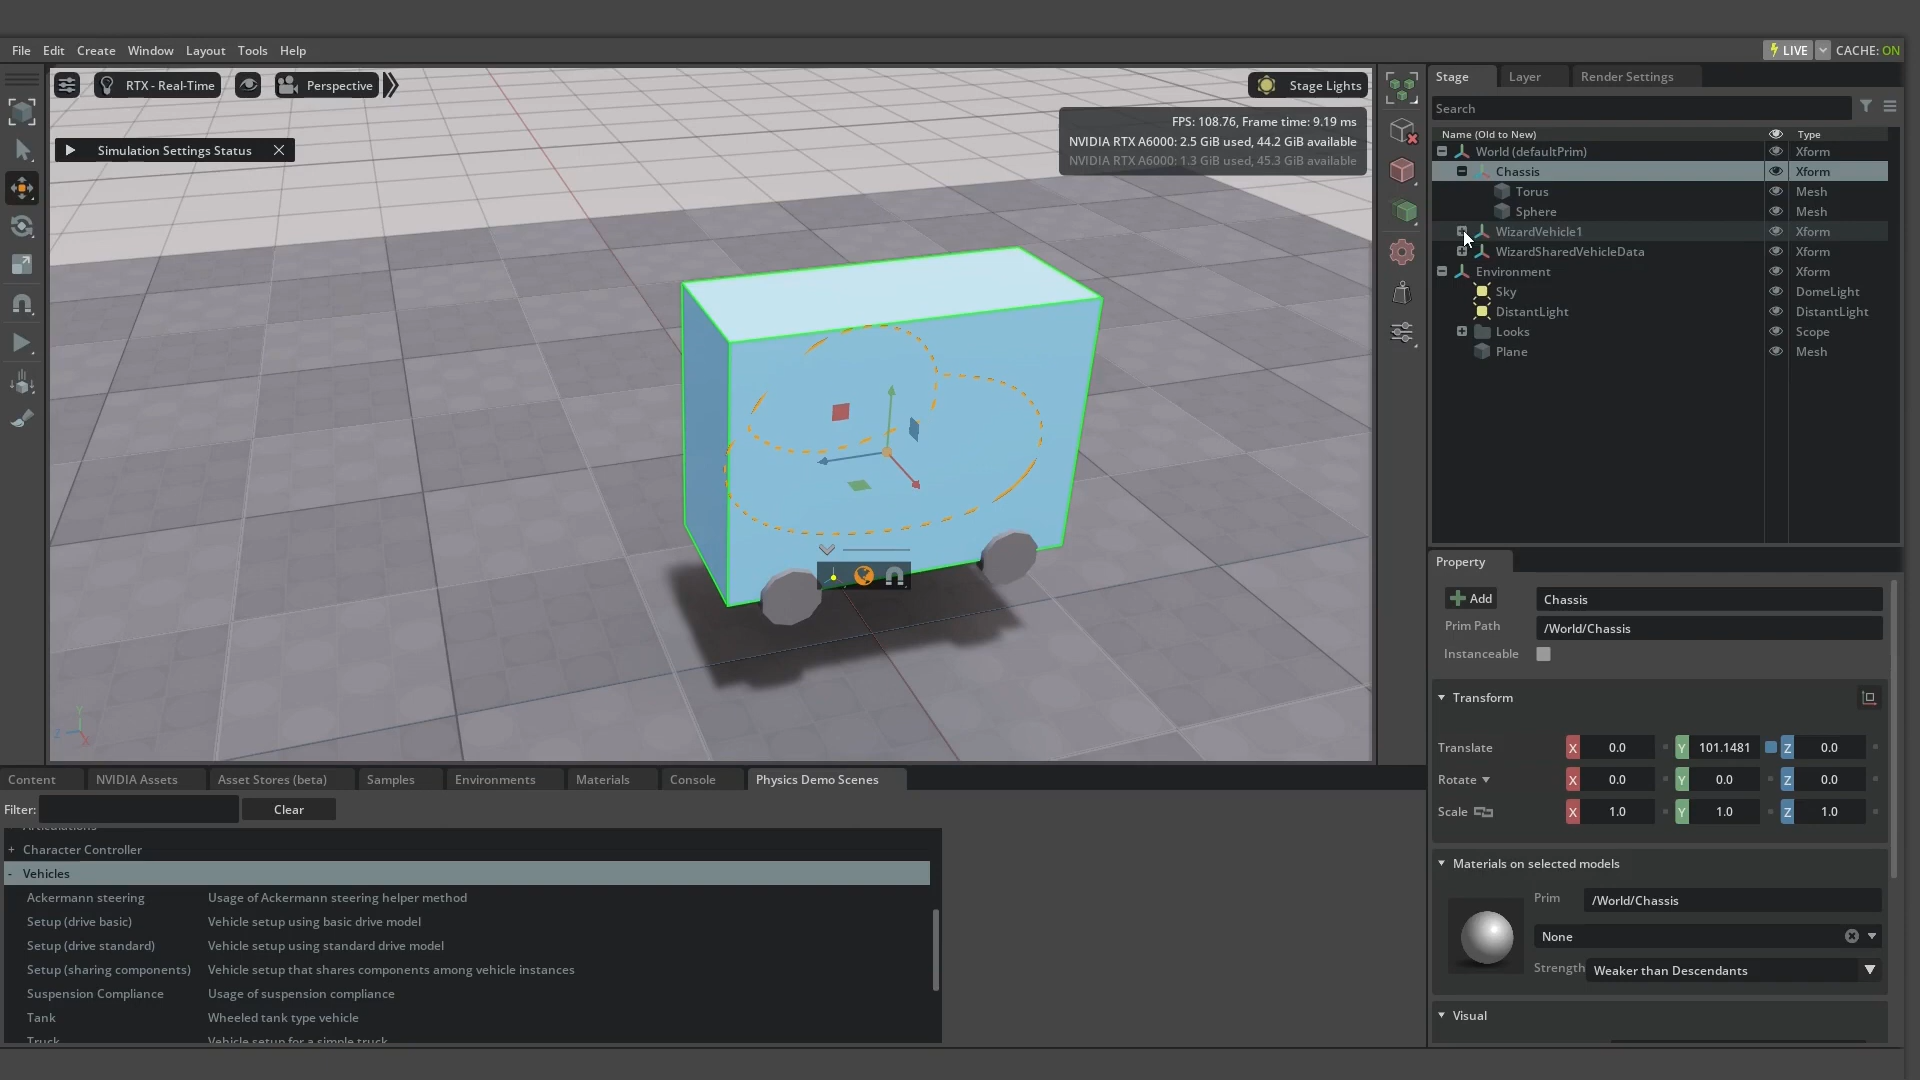 File Edit Create Window Layout Tools Help
LIVE CACHE: ON
RTX - Real-Time Perspective Stage Lights
Simulation Settings Status
FPS: 108.76, Frame time: 9.19 ms
NVIDIA RTX A6000: 2.5 GiB used, 44.2 GiB available
NVIDIA RTX A6000: 1.3 GiB used, 45.3 GiB available
Y
Z
X
Stage Layer Render Settings
Search
Name (Old to New) Type
World (defaultPrim) Xform
Chassis Xform
Torus Mesh
Sphere Mesh
WizardVehicle1 Xform
WizardSharedVehicleData Xform
Environment Xform
Sky DomeLight
DistantLight DistantLight
Looks Scope
Plane Mesh
Property
Add Chassis
Prim Path /World/Chassis
Instanceable
Transform
Translate X 0.0 Y 101.1481 Z 0.0
Rotate X 0.0 Y 0.0 Z 0.0
Scale X 1.0 Y 1.0 Z 1.0
Materials on selected models
Prim /World/Chassis
None
Strength Weaker than Descendants
Visual
Content NVIDIA Assets Asset Stores (beta) Samples Environments Materials Console Physics Demo Scenes
Filter: Clear
Articulations
+ Character Controller
- Vehicles
Ackermann steering Usage of Ackermann steering helper method
Setup (drive basic) Vehicle setup using basic drive model
Setup (drive standard) Vehicle setup using standard drive model
Setup (sharing components) Vehicle setup that shares components among vehicle instances
Suspension Compliance Usage of suspension compliance
Tank Wheeled tank type vehicle
Truck Vehicle setup for a simple truck